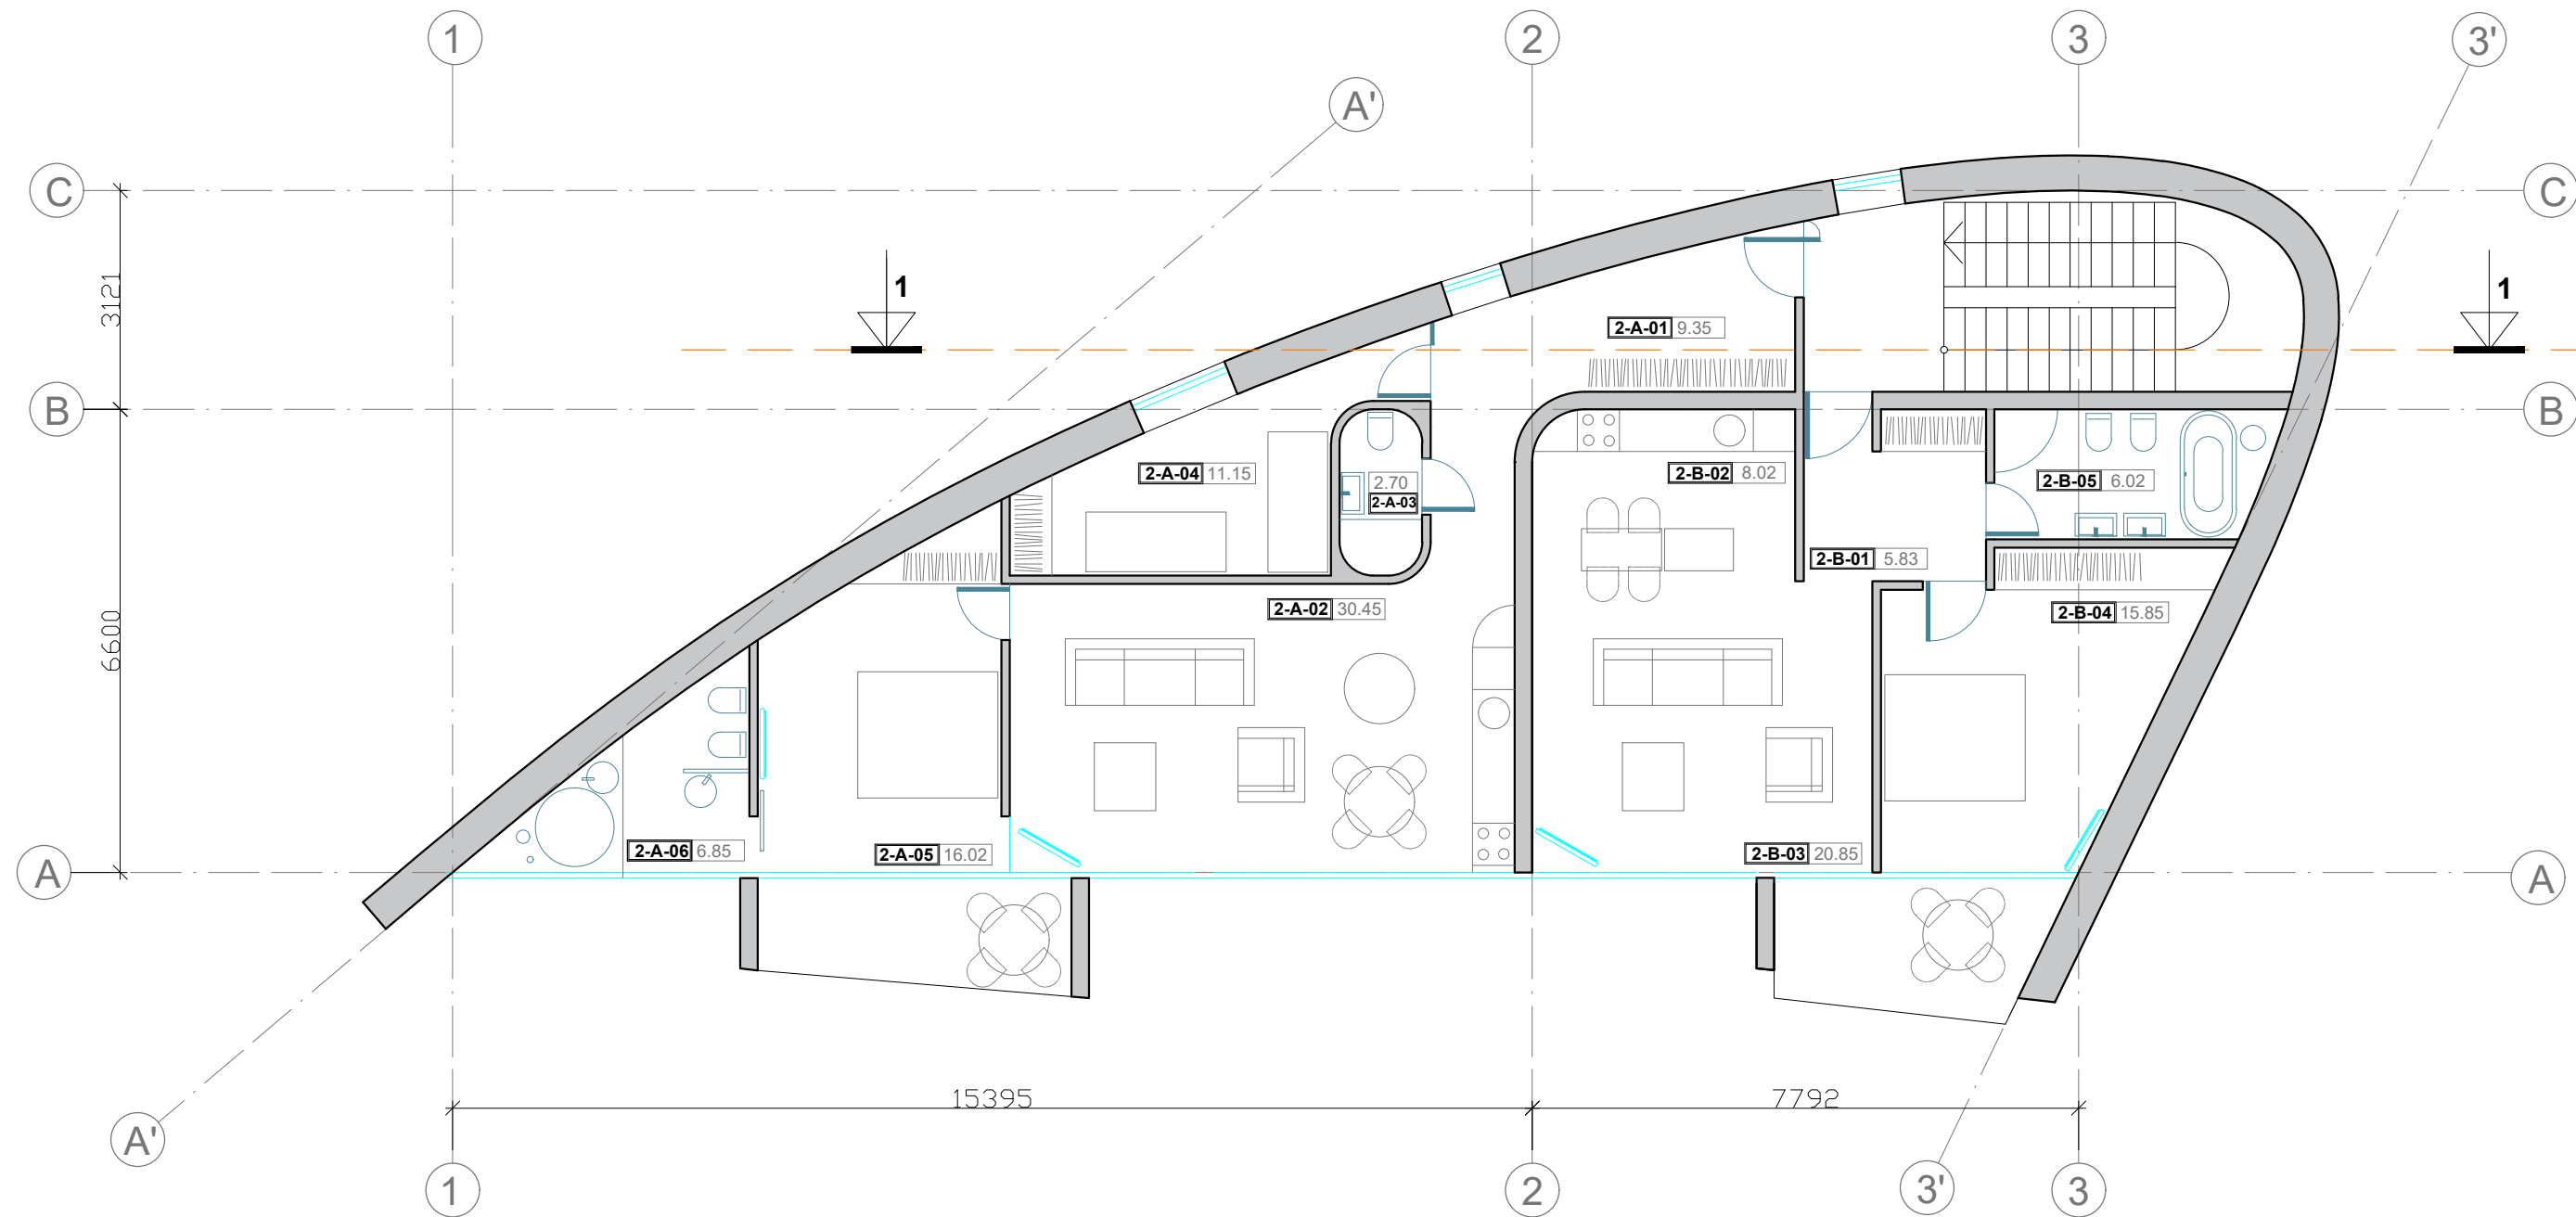 1
2
3
3'
A'
C
C
1
1
3121
2-A-01 9.35
B
B
2-A-04 11.15
2.70
2-A-03
2-B-02 8.02
2-B-05 6.02
2-B-01 5.83
6600
2-A-02 30.45
2-B-04 15.85
2-A-06 6.85
2-A-05 16.02
2-B-03 20.85
A
A
15395
7792
A'
1
2
3'
3